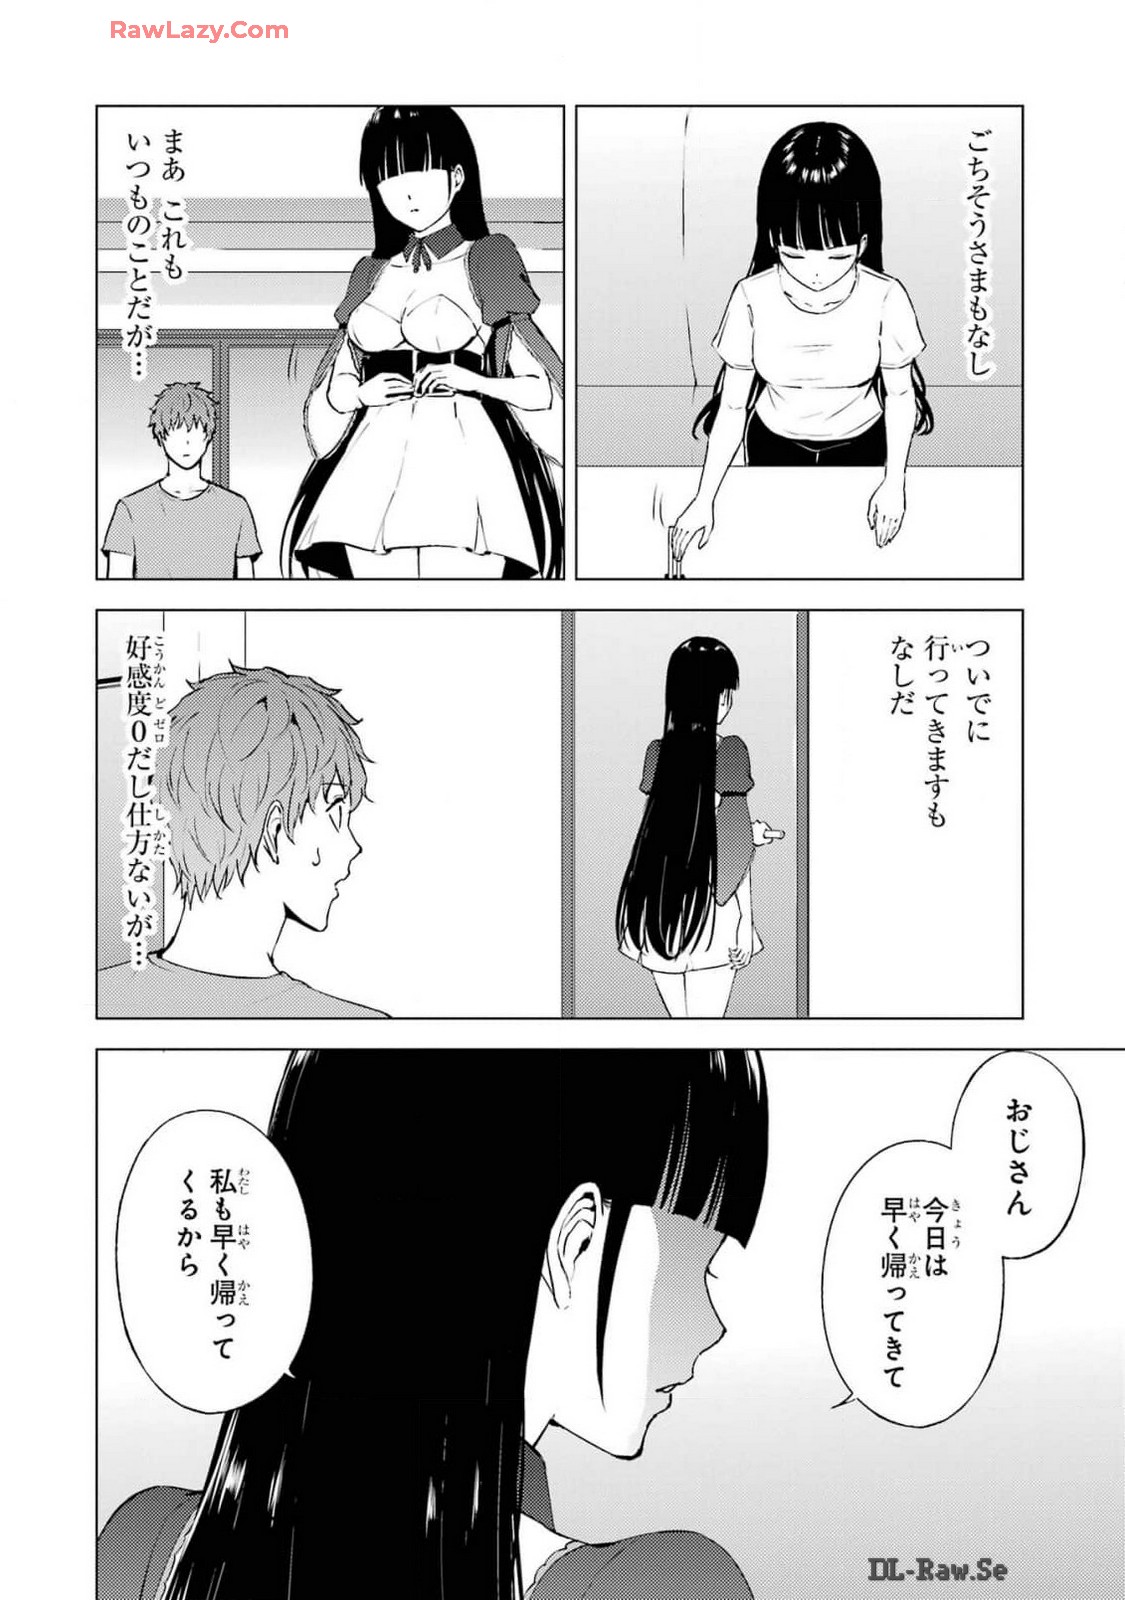 RawLazy.Com
ごちそうさまもなし
まあ これも
いつものことだが…
ついでに
行ってきますも
なしだ
好感度0だし仕方ないが…
おじさん
今日は
早く帰ってきて
私も早く帰って
くるから
DL-Raw.Se